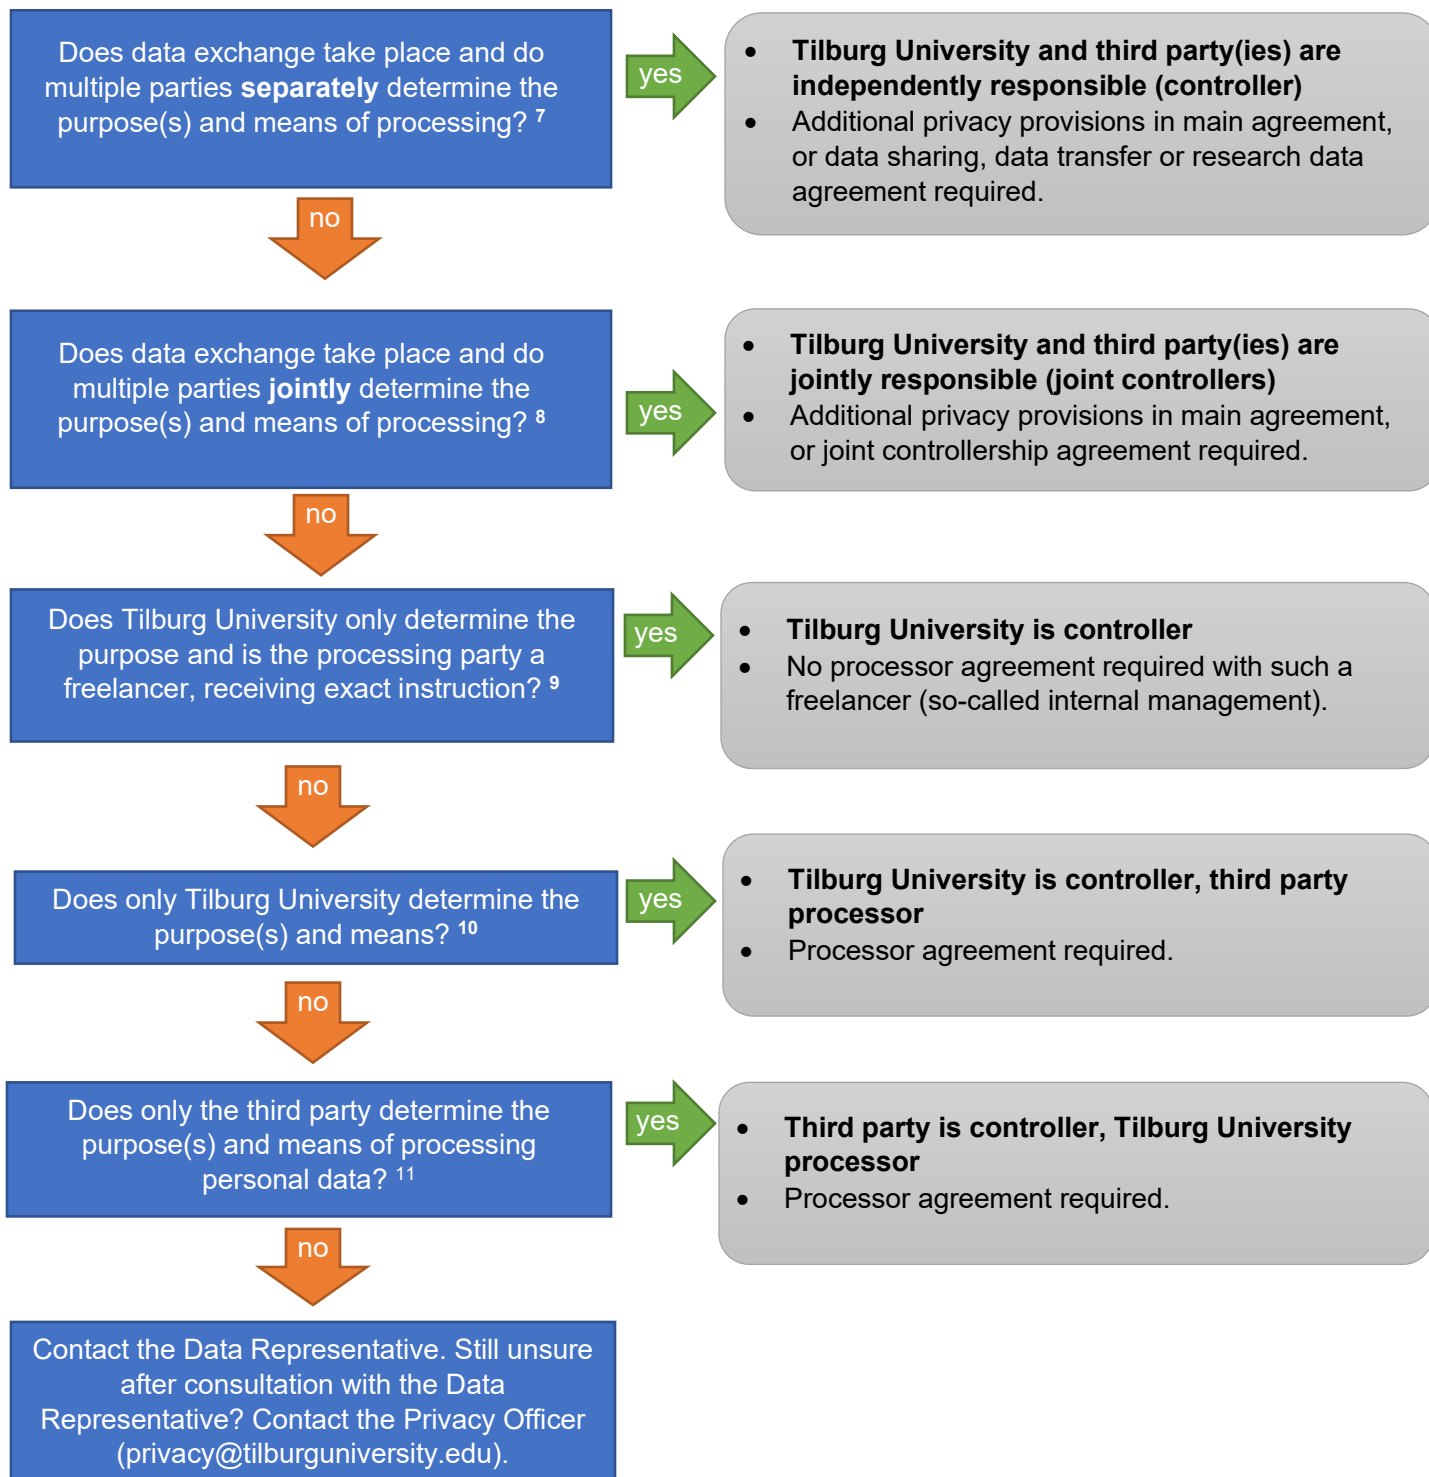 Does data exchange take place and do
multiple parties separately determine the
purpose(s) and means of processing? 7
yes
• Tilburg University and third party(ies) are
independently responsible (controller)
• Additional privacy provisions in main agreement,
or data sharing, data transfer or research data
agreement required.
no
Does data exchange take place and do
multiple parties jointly determine the
purpose(s) and means of processing? 8
yes
• Tilburg University and third party(ies) are
jointly responsible (joint controllers)
• Additional privacy provisions in main agreement,
or joint controllership agreement required.
no
Does Tilburg University only determine the
purpose and is the processing party a
freelancer, receiving exact instruction? 9
yes
• Tilburg University is controller
• No processor agreement required with such a
freelancer (so-called internal management).
no
Does only Tilburg University determine the
purpose(s) and means? 10
yes
• Tilburg University is controller, third party
processor
• Processor agreement required.
no
Does only the third party determine the
purpose(s) and means of processing
personal data? 11
yes
• Third party is controller, Tilburg University
processor
• Processor agreement required.
no
Contact the Data Representative. Still unsure
after consultation with the Data
Representative? Contact the Privacy Officer
(privacy@tilburguniversity.edu).